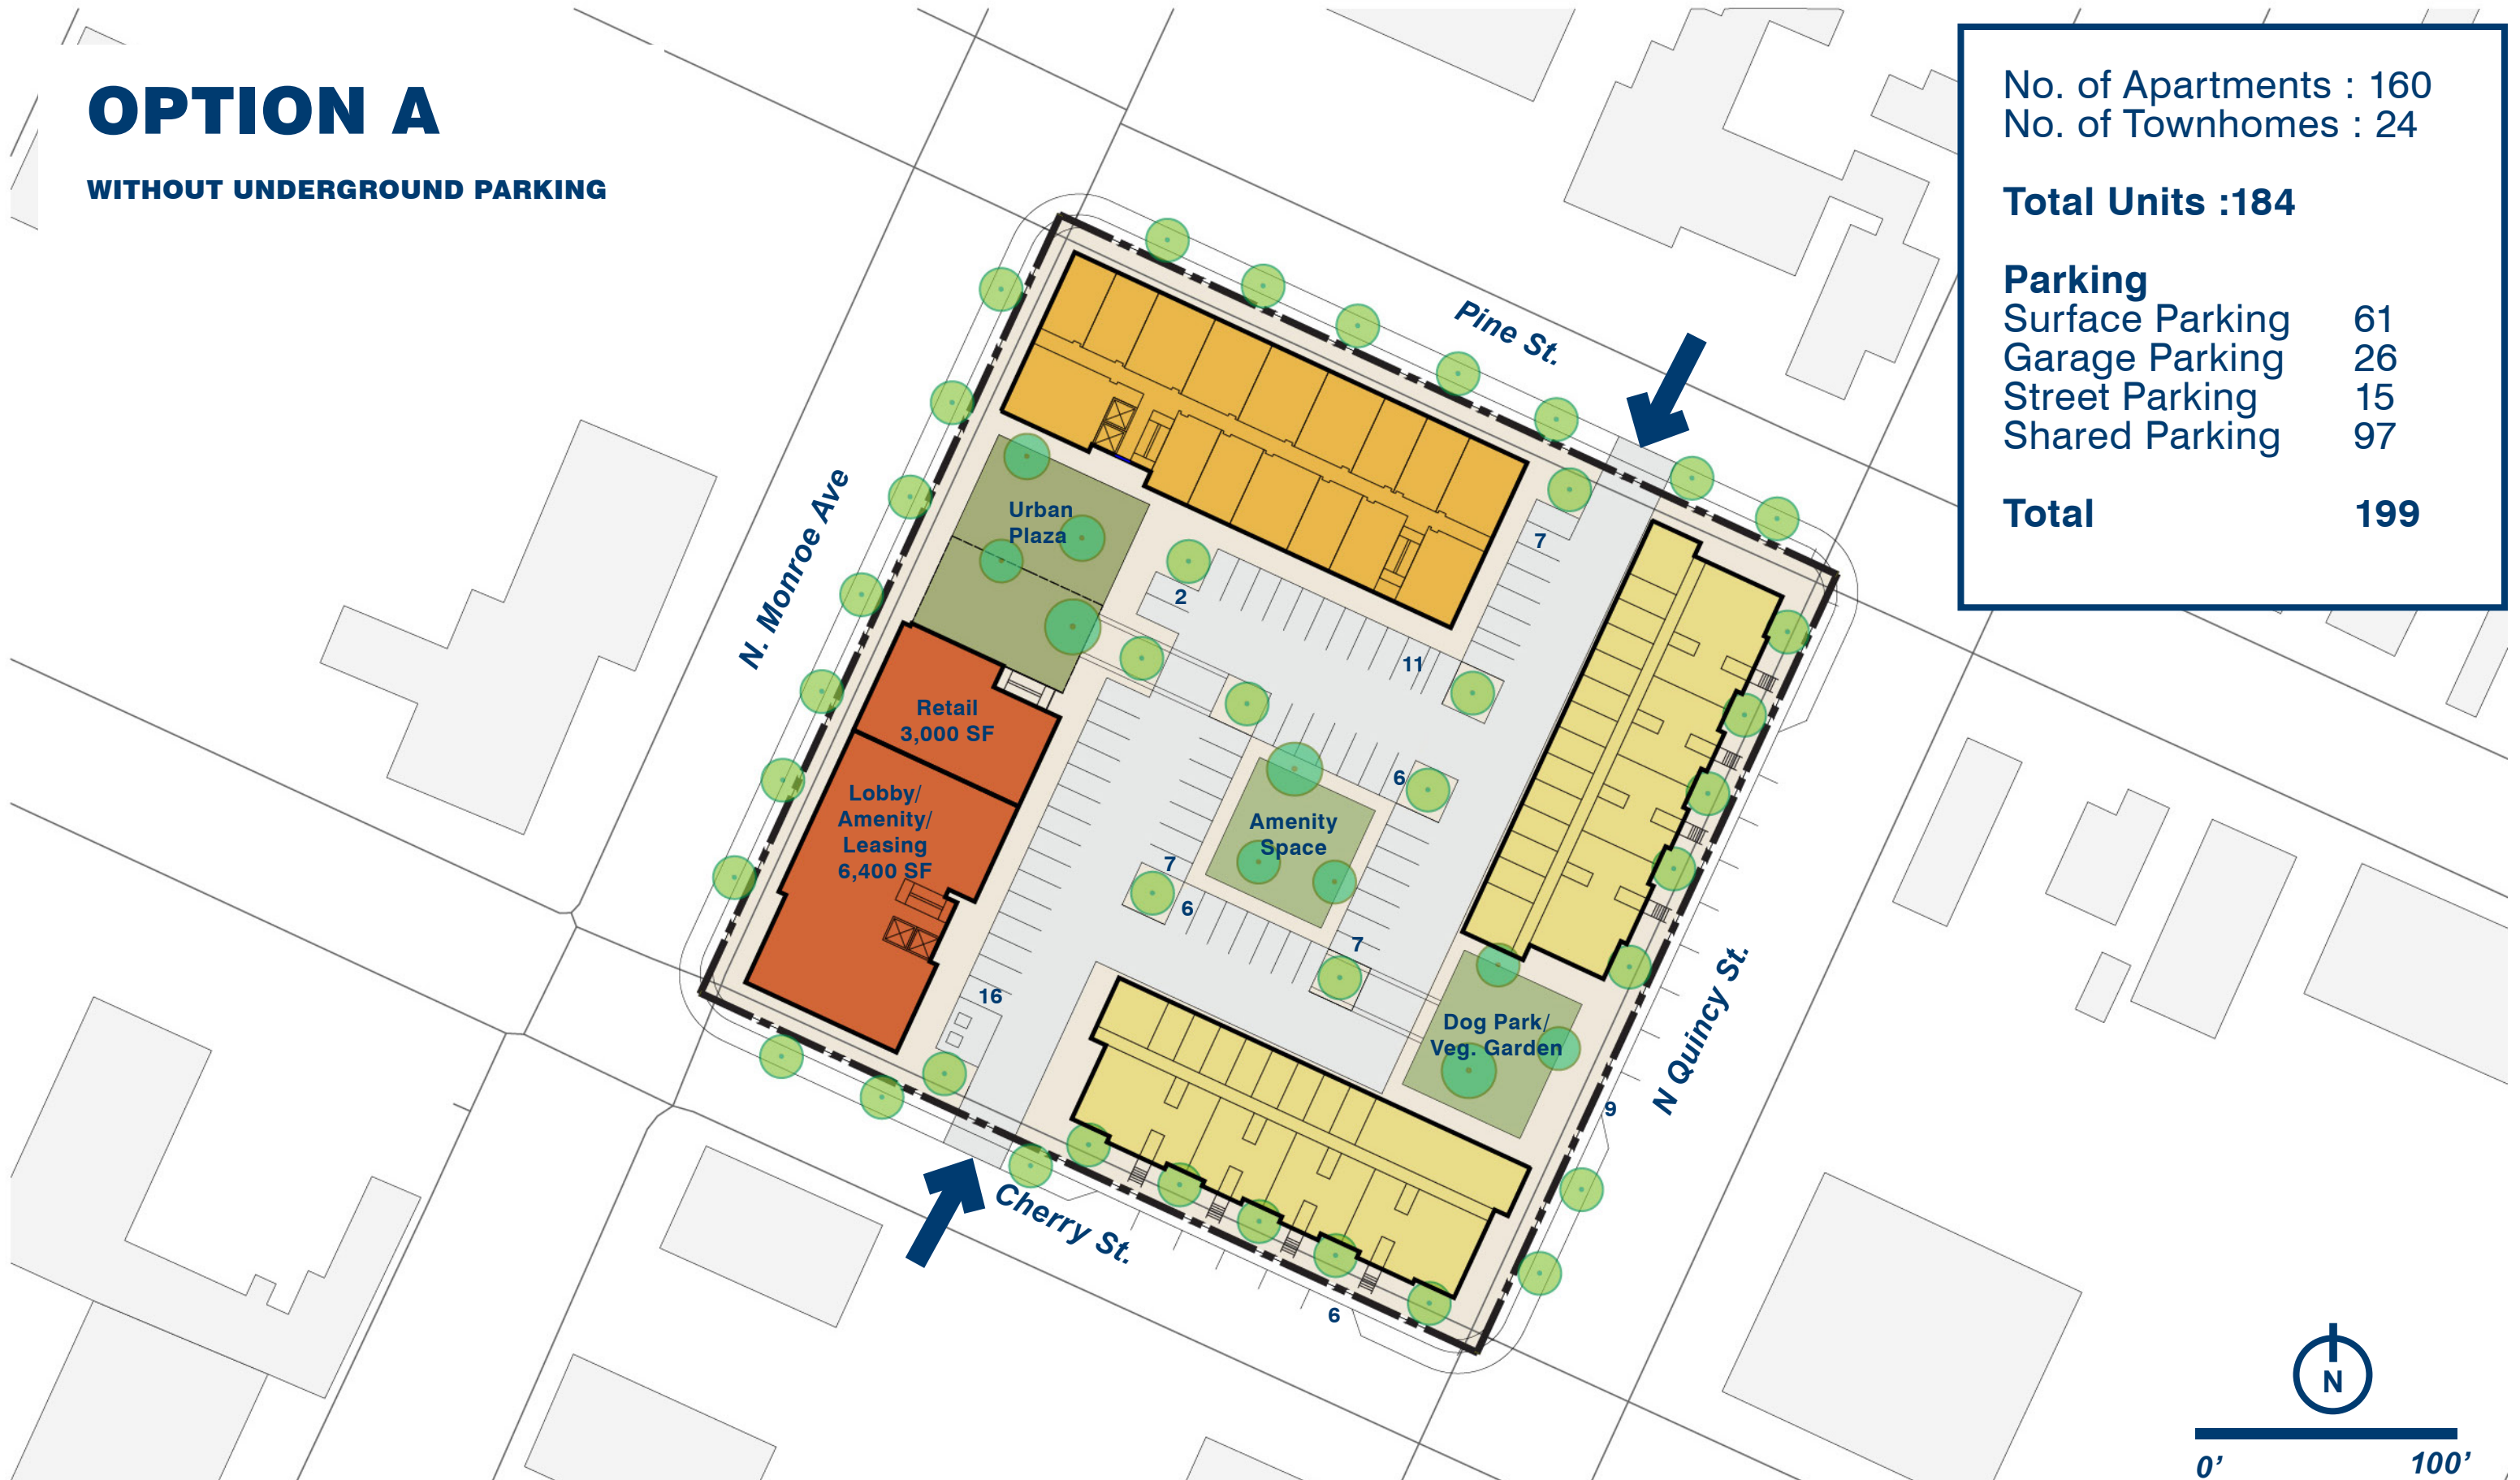 OPTION A
WITHOUT UNDERGROUND PARKING
No. of Apartments : 160
No. of Townhomes : 24
Total Units :184
Parking
Surface Parking 61
Garage Parking 26
Street Parking 15
Shared Parking 97
Total 199
Pine St.
N. Monroe Ave
Urban
Plaza
7
2
11
Retail
3,000 SF
6
Lobby/
Amenity/
Leasing
6,400 SF
Amenity
Space
7
6
7
16
Dog Park/
Veg. Garden
N Quincy St.
9
Cherry St.
6
N
0’ 100’